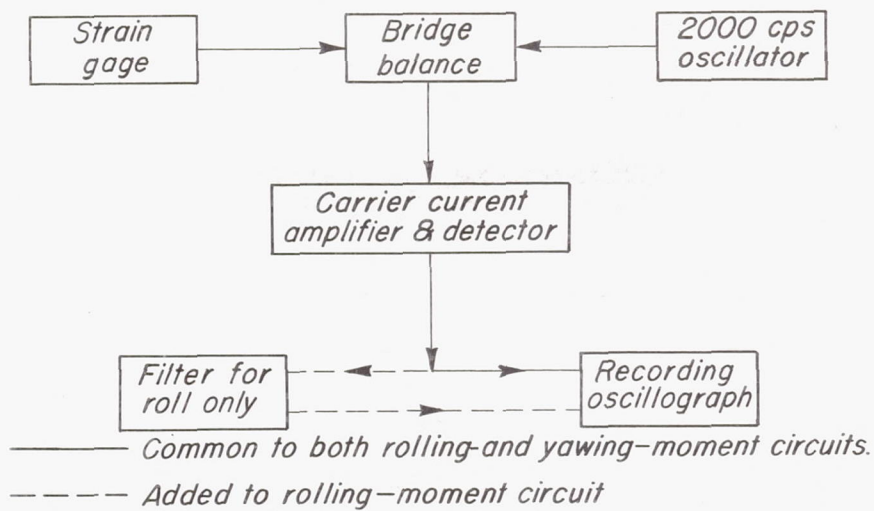 Strain
gage
Bridge
balance
2000 cps
oscillator
Carrier current
amplifier & detector
Filter for
roll only
Recording
oscillograph
Common to both rolling-and yawing-moment circuits.
Added to rolling-moment circuit